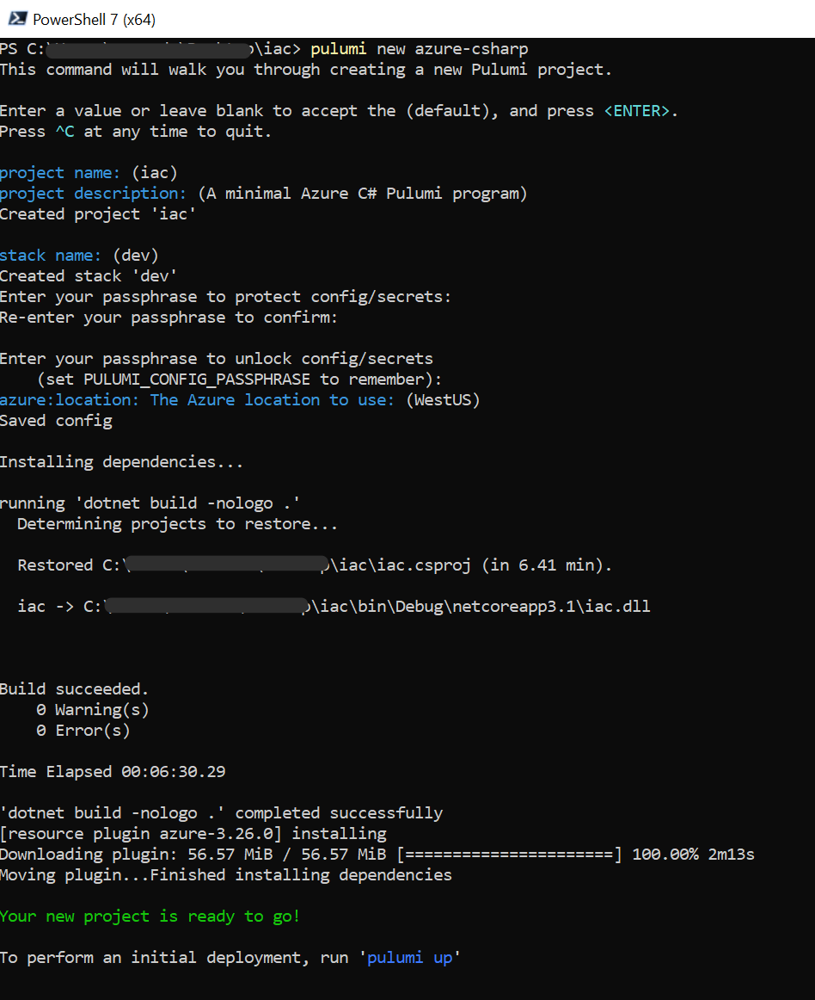 PowerShell 7 (x64)
PS C:\iac> pulumi new azure-csharp
This command will walk you through creating a new Pulumi project.
Enter a value or leave blank to accept the (default), and press <ENTER>.
Press ^C at any time to quit.
project name: (iac)
project description: (A minimal Azure C# Pulumi program)
Created project 'iac'
stack name: (dev)
Created stack 'dev'
Enter your passphrase to protect config/secrets:
Re-enter your passphrase to confirm:
Enter your passphrase to unlock config/secrets
(set PULUMI_CONFIG_PASSPHRASE to remember):
azure:location: The Azure location to use: (WestUS)
Saved config
Installing dependencies...
running 'dotnet build -nologo .'
Determining projects to restore...
Restored C:\iac\iac.csproj (in 6.41 min).
iac -> C:\iac\bin\Debug\netcoreapp3.1\iac.dll
Build succeeded.
0 Warning(s)
0 Error(s)
Time Elapsed 00:06:30.29
'dotnet build -nologo .' completed successfully
[resource plugin azure-3.26.0] installing
Downloading plugin: 56.57 MiB / 56.57 MiB [======================] 100.00% 2m13s
Moving plugin...Finished installing dependencies
Your new project is ready to go!
To perform an initial deployment, run 'pulumi up'